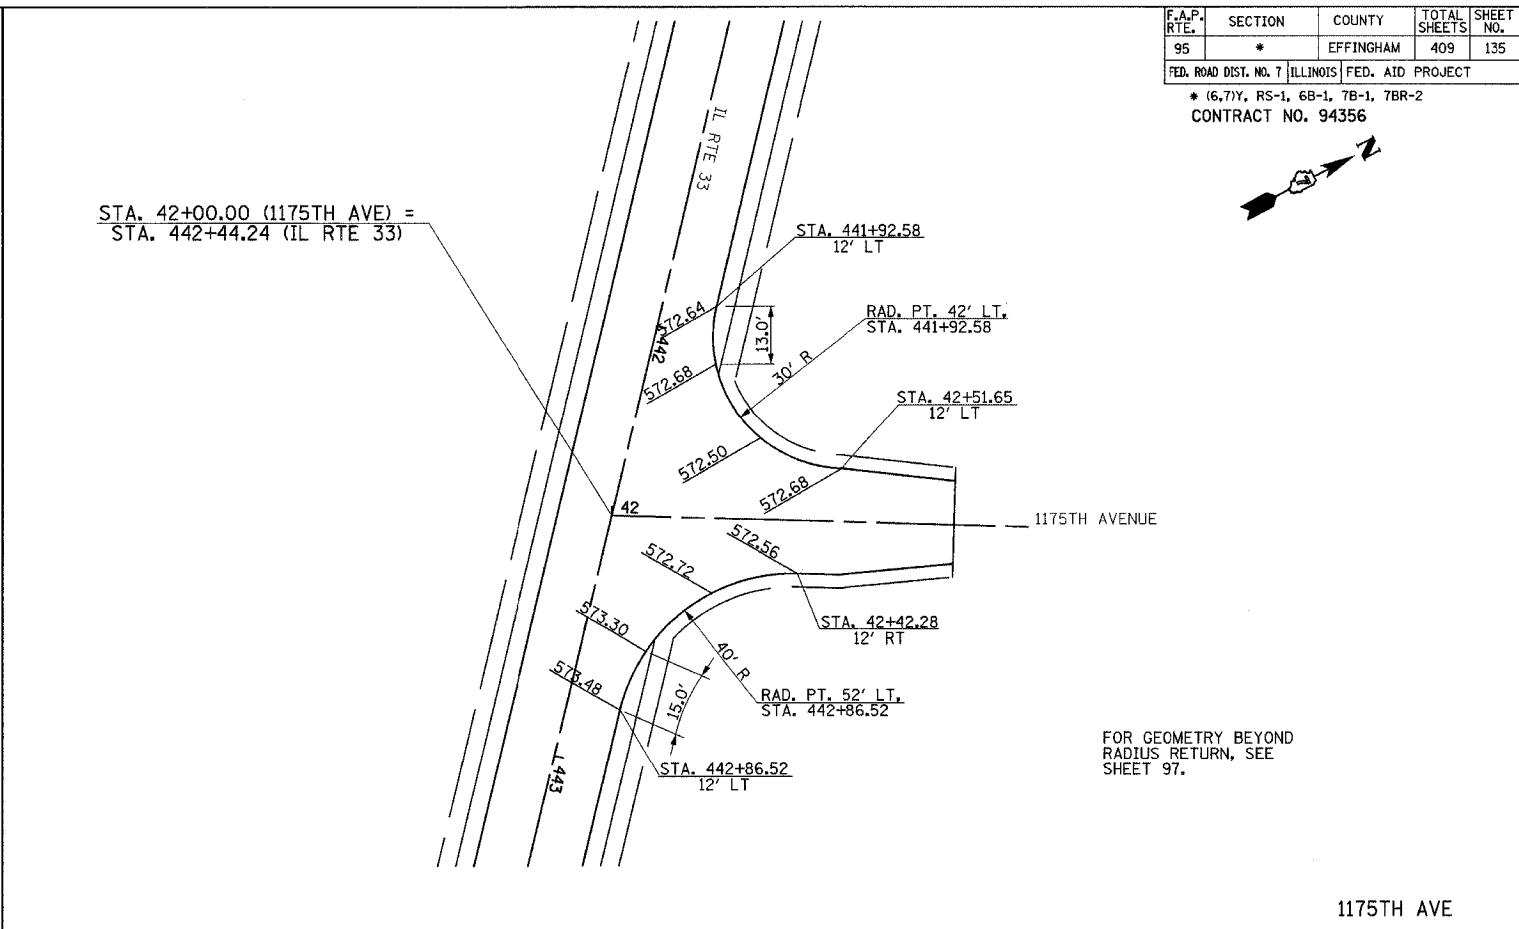 F.A.P. RTE. SECTION COUNTY TOTAL SHEETS SHEET NO.
95 * EFFINGHAM 409 135
FED. ROAD DIST. NO. 7 ILLINOIS FED. AID PROJECT
* (6,7)Y, RS-1, 6B-1, 7B-1, 7BR-2
CONTRACT NO. 94356
N
IL RTE 33
STA. 42+00.00 (1175TH AVE) =
STA. 442+44.24 (IL RTE 33)
STA. 441+92.58
12' LT
572.64
442
13.0'
RAD. PT. 42' LT,
STA. 441+92.58
30' R
572.68
STA. 42+51.65
12' LT
572.50
572.68
42
1175TH AVENUE
572.56
572.72
573.30
STA. 42+42.28
12' RT
40' R
573.48
15.0'
RAD. PT. 52' LT,
STA. 442+86.52
STA. 442+86.52
12' LT
443
FOR GEOMETRY BEYOND
RADIUS RETURN, SEE
SHEET 97.
1175TH AVE